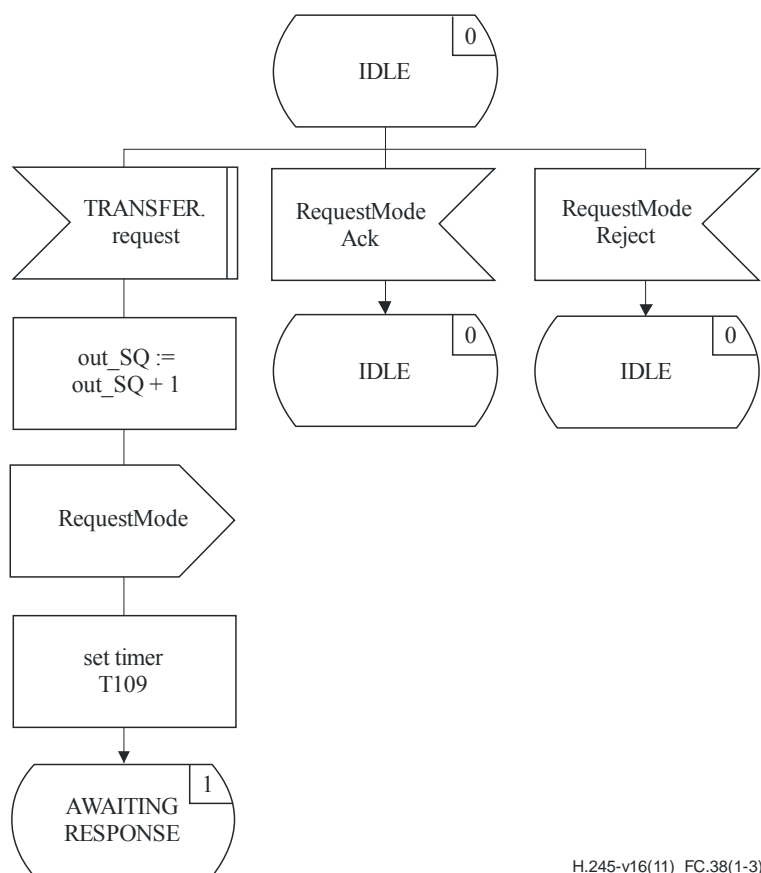 0
IDLE
TRANSFER.
request
RequestMode
Ack
RequestMode
Reject
out_SQ :=
out_SQ + 1
0
IDLE
0
IDLE
RequestMode
set timer
T109
1
AWAITING
RESPONSE
H.245-v16(11)_FC.38(1-3)